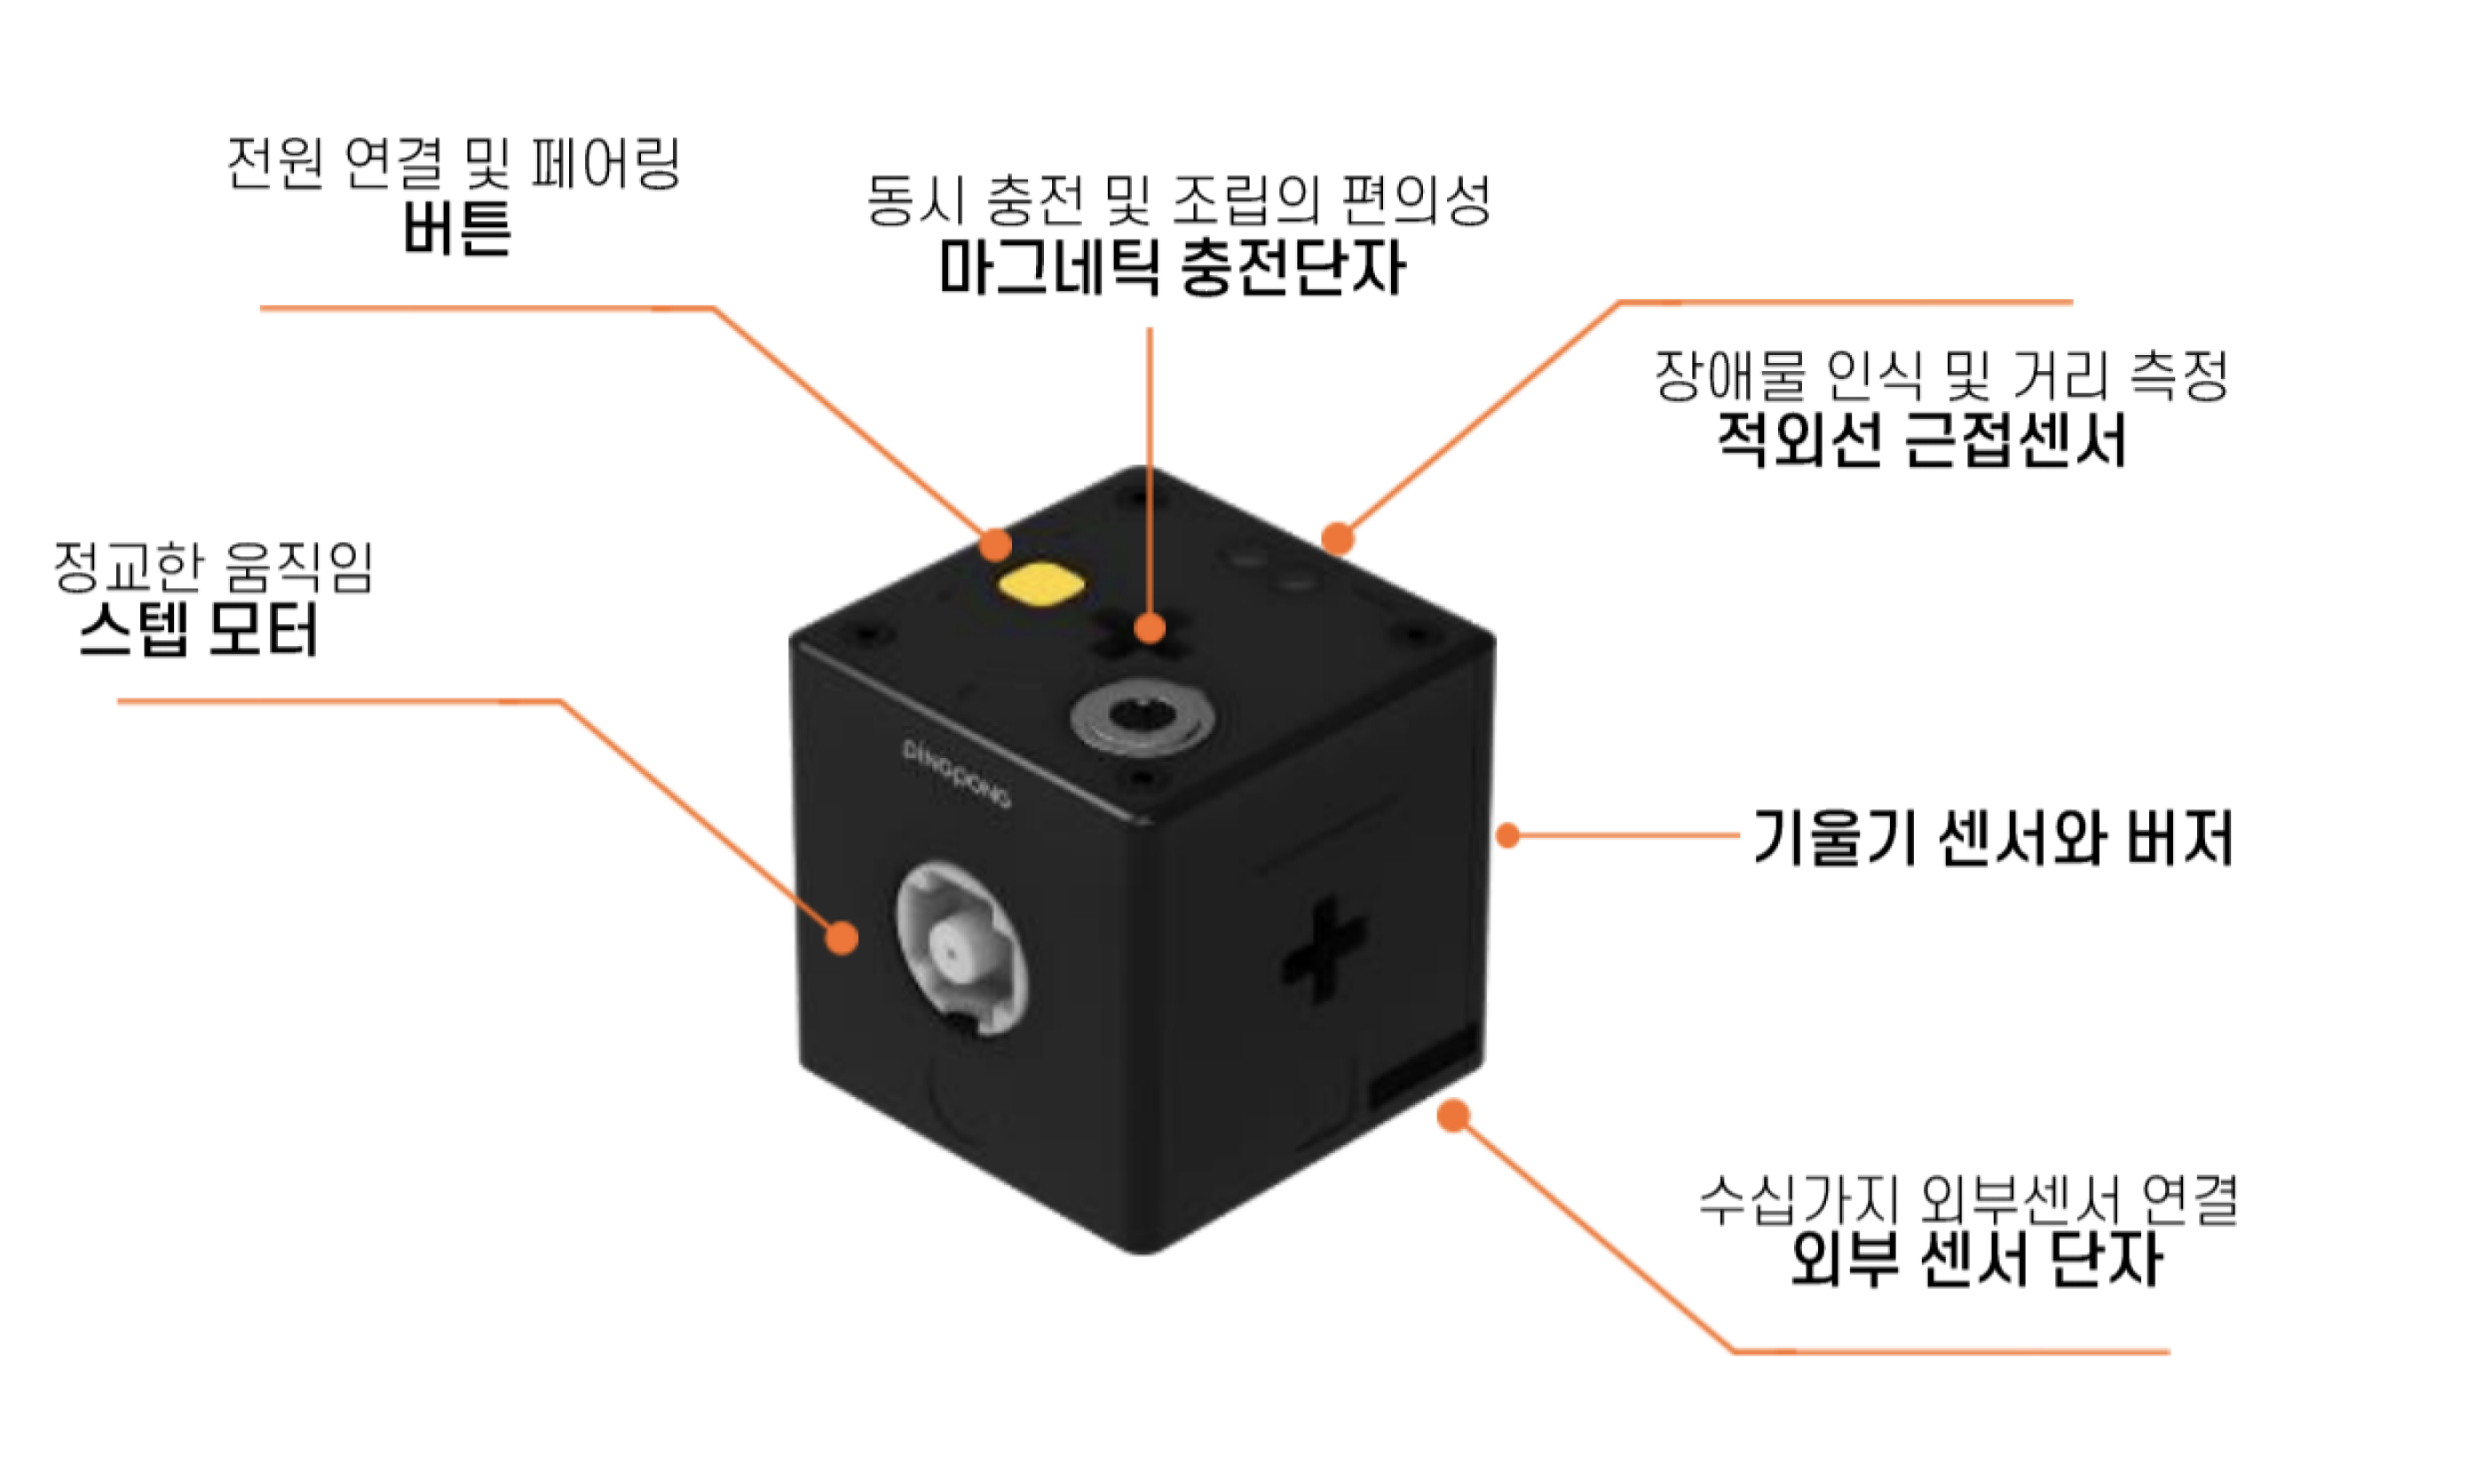 전원 연결 및 페어링
버튼
동시 충전 및 조립의 편의성
마그네틱 충전단자
장애물 인식 및 거리 측정
적외선 근접센서
정교한 움직임
스텝 모터
PiNGPONG
기울기 센서와 버저
수십가지 외부센서 연결
외부 센서 단자